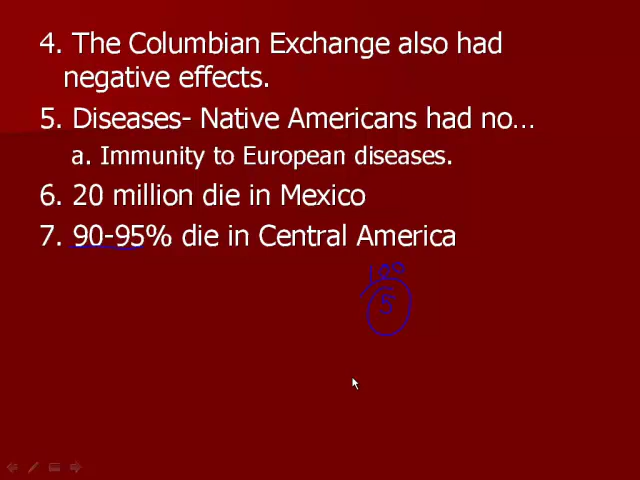 4. The Columbian Exchange also had
negative effects.
5. Diseases- Native Americans had no...
a. Immunity to European diseases.
6. 20 million die in Mexico
7. 90-95% die in Central America
100
5